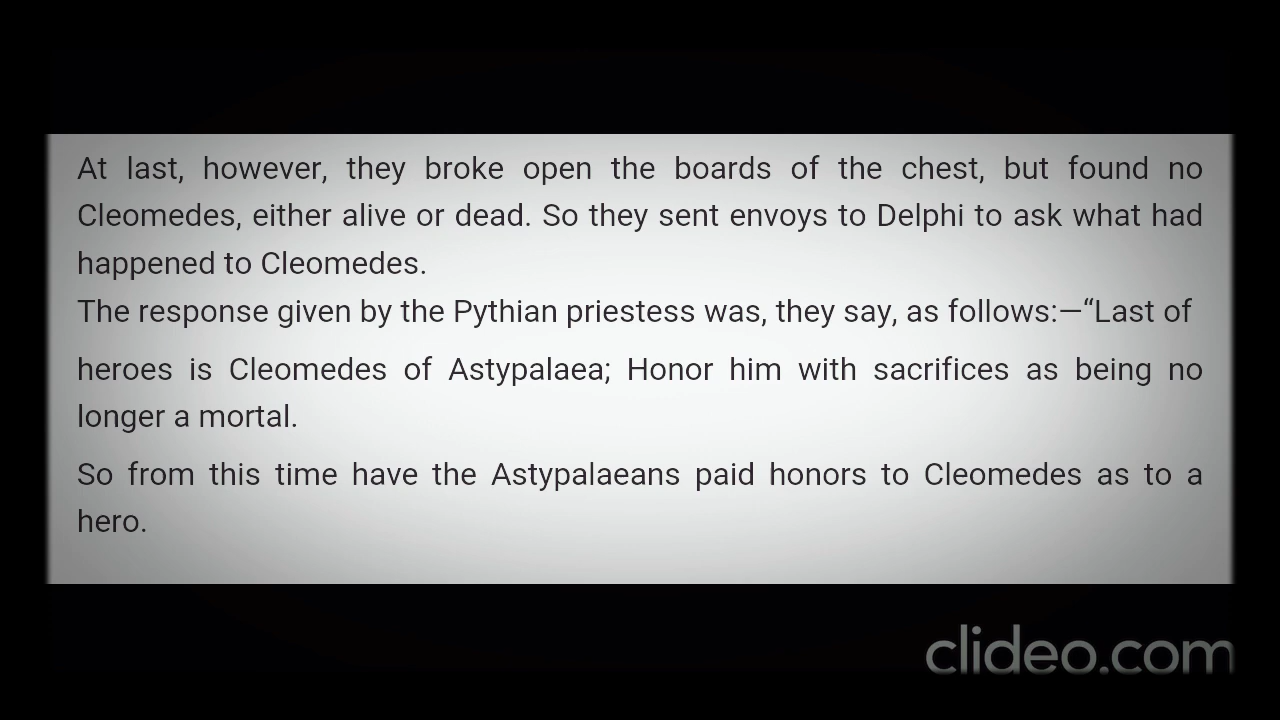 At last, however, they broke open the boards of the chest, but found no
Cleomedes, either alive or dead. So they sent envoys to Delphi to ask what had
happened to Cleomedes.
The response given by the Pythian priestess was, they say, as follows:—“Last of
heroes is Cleomedes of Astypalaea; Honor him with sacrifices as being no
longer a mortal.
So from this time have the Astypalaeans paid honors to Cleomedes as to a
hero.
clideo.com